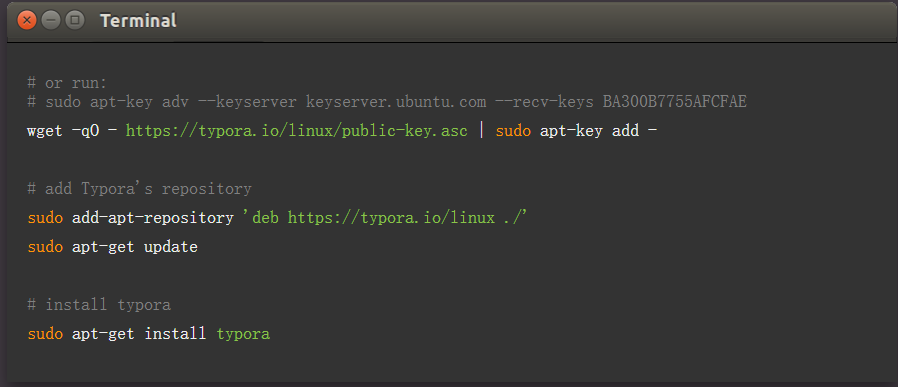 Terminal
# or run:
# sudo apt-key adv --keyserver keyserver.ubuntu.com --recv-keys BA300B7755AFCFAE
wget -qO - https://typora.io/linux/public-key.asc | sudo apt-key add -
# add Typora's repository
sudo add-apt-repository 'deb https://typora.io/linux ./'
sudo apt-get update
# install typora
sudo apt-get install typora